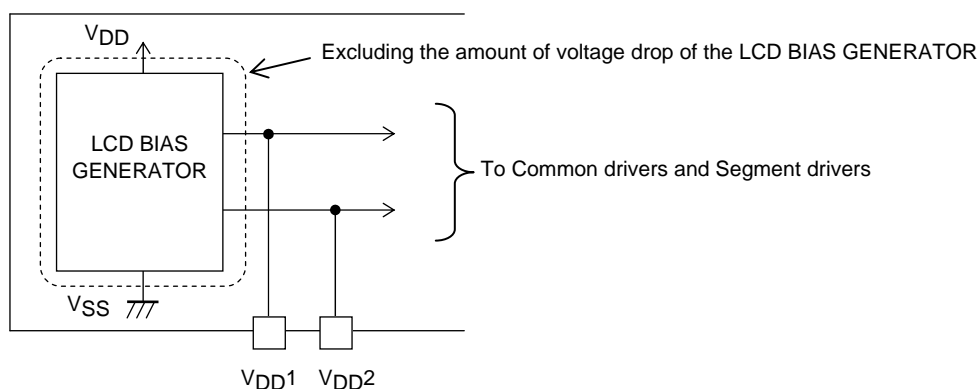 VDD
Excluding the amount of voltage drop of the LCD BIAS GENERATOR
LCD BIAS
GENERATOR
To Common drivers and Segment drivers
VSS
VDD1
VDD2